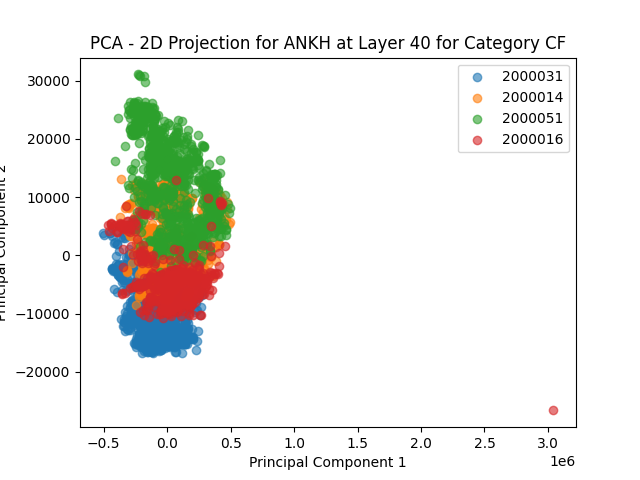 PCA - 2D Projection for ANKH at Layer 40 for Category CF
2000031
2000014
2000051
2000016
30000
20000
10000
0
−10000
−20000
Principal Component 2
−0.5 0.0 0.5 1.0 1.5 2.0 2.5 3.0
1e6
Principal Component 1